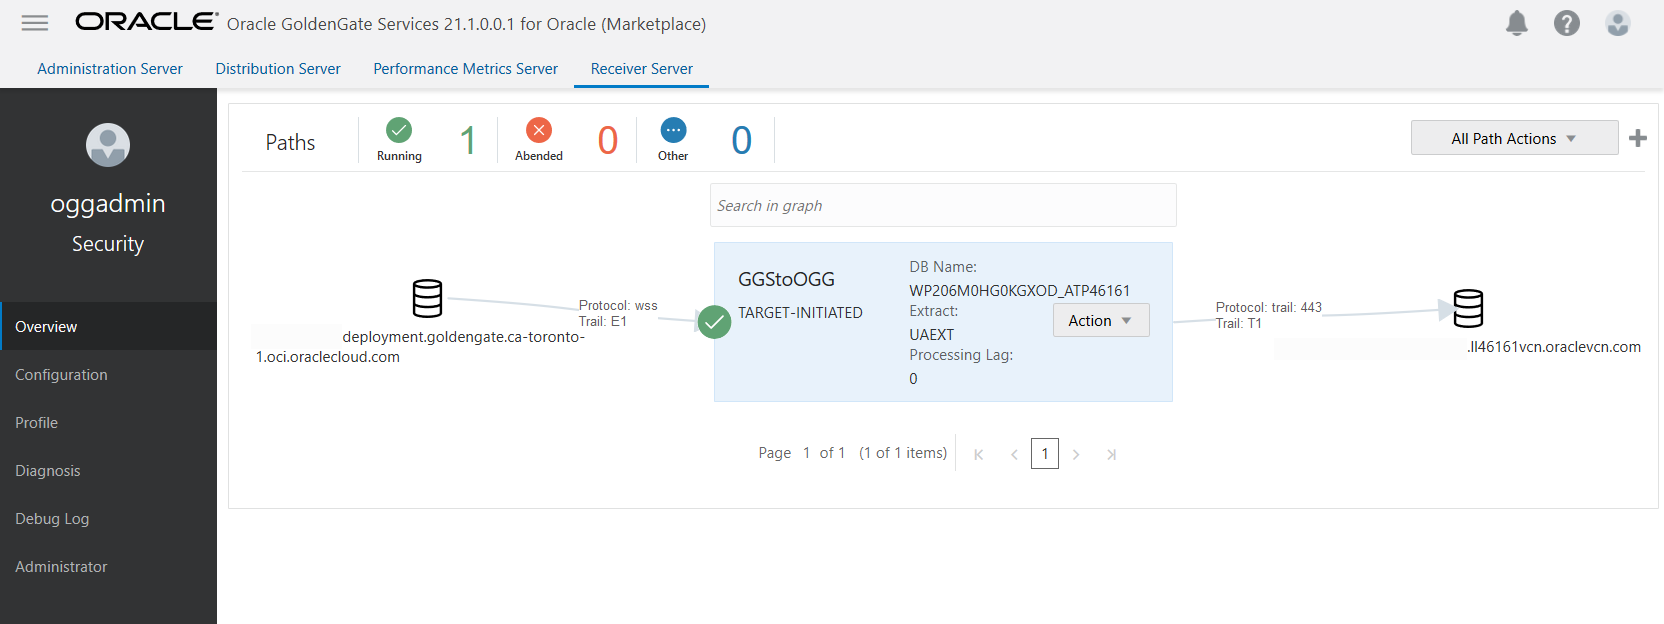 ORACLE Oracle GoldenGate Services 21.1.0.0.1 for Oracle (Marketplace)
Administration Server Distribution Server Performance Metrics Server Receiver Server
oggadmin
Security
Overview
Configuration
Profile
Diagnosis
Debug Log
Administrator
Paths Running 1 Abended 0 Other 0 All Path Actions
Search in graph
deployment.goldengate.ca-toronto-
1.oci.oraclecloud.com
Protocol: wss
Trail: E1
GGStoOGG
TARGET-INITIATED
DB Name:
WP206M0HG0KGXOD_ATP46161
Extract:
UAEXT
Processing Lag:
0
Action
Protocol: trail: 443
Trail: T1
.ll46161vcn.oraclevcn.com
Page 1 of 1 (1 of 1 items) 1